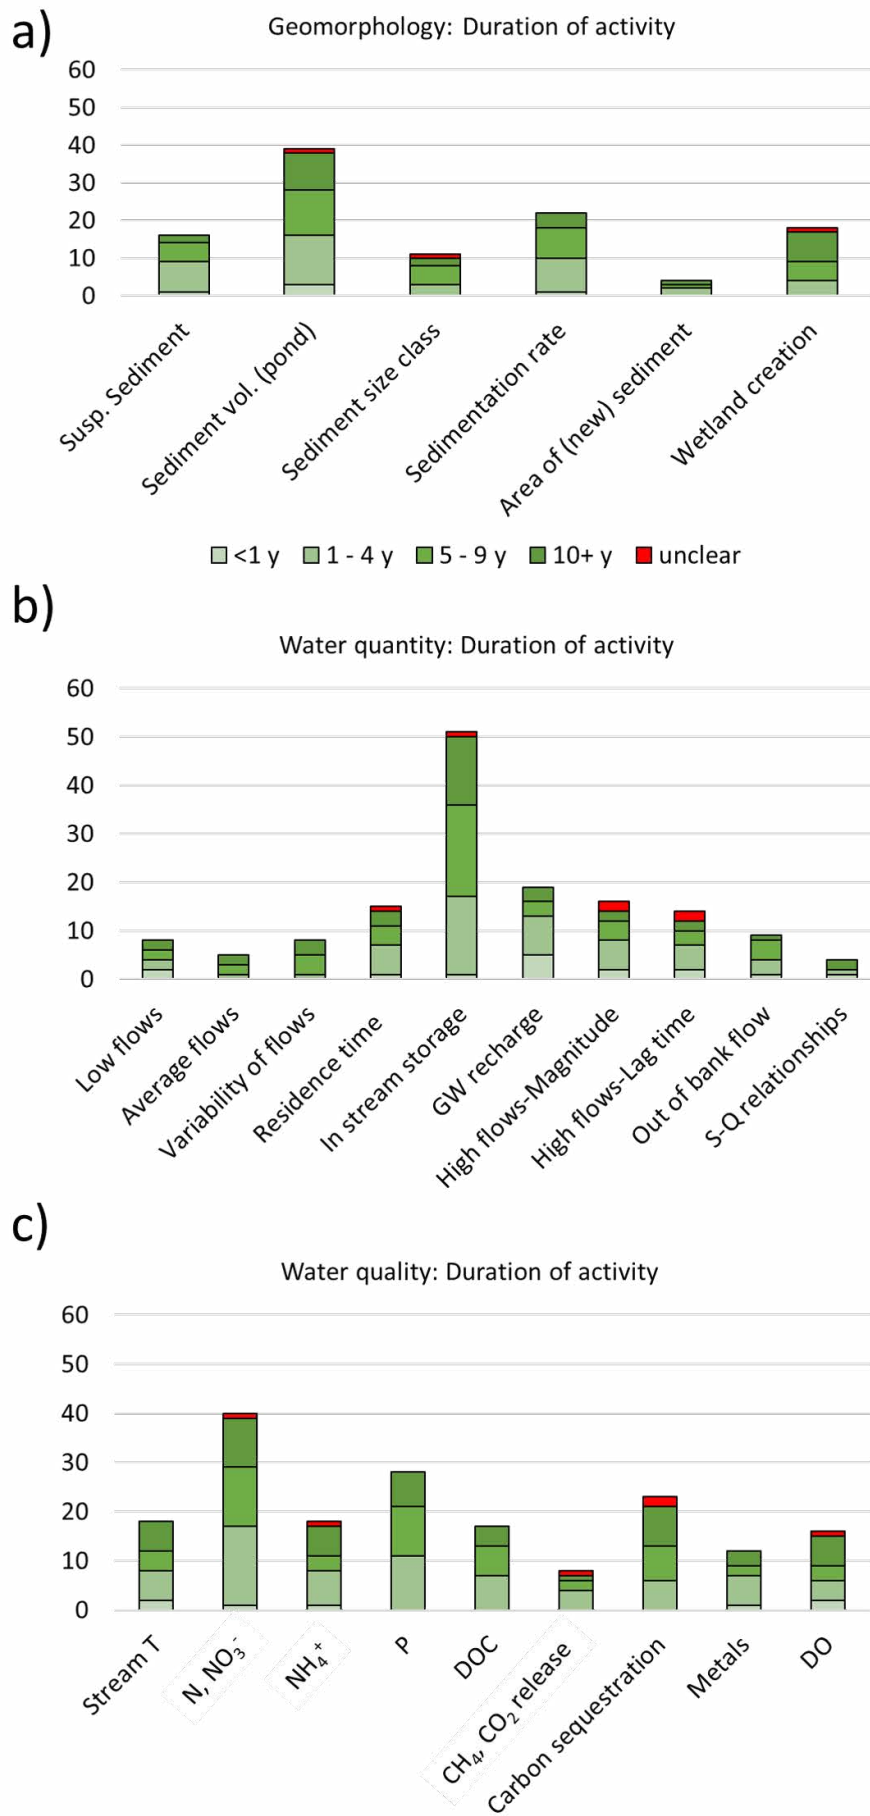 a)
Geomorphology: Duration of activity
60
50
40
30
20
10
0
Susp. Sediment
Sediment vol. (pond)
Sediment size class
Sedimentation rate
Area of (new) sediment
Wetland creation
<1 y 1 - 4 y 5 - 9 y 10+ y unclear
b)
Water quantity: Duration of activity
60
50
40
30
20
10
0
Low flows
Average flows
Variability of flows
Residence time
In stream storage
GW recharge
High flows-Magnitude
High flows-Lag time
Out of bank flow
S-Q relationships
c)
Water quality: Duration of activity
60
50
40
30
20
10
0
Stream T
N, NO₃⁻
NH₄⁺
P
DOC
CH₄, CO₂ release
Carbon sequestration
Metals
DO